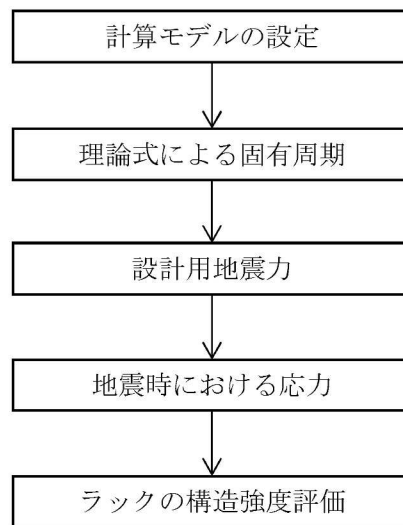 計算モデルの設定
理論式による固有周期
設計用地震力
地震時における応力
ラックの構造強度評価